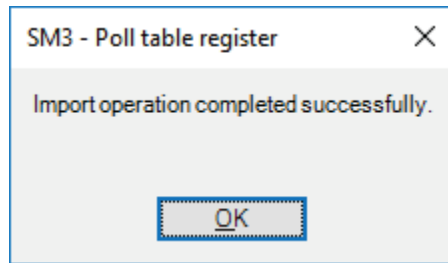 SM3 - Poll table register
Import operation completed successfully.
OK